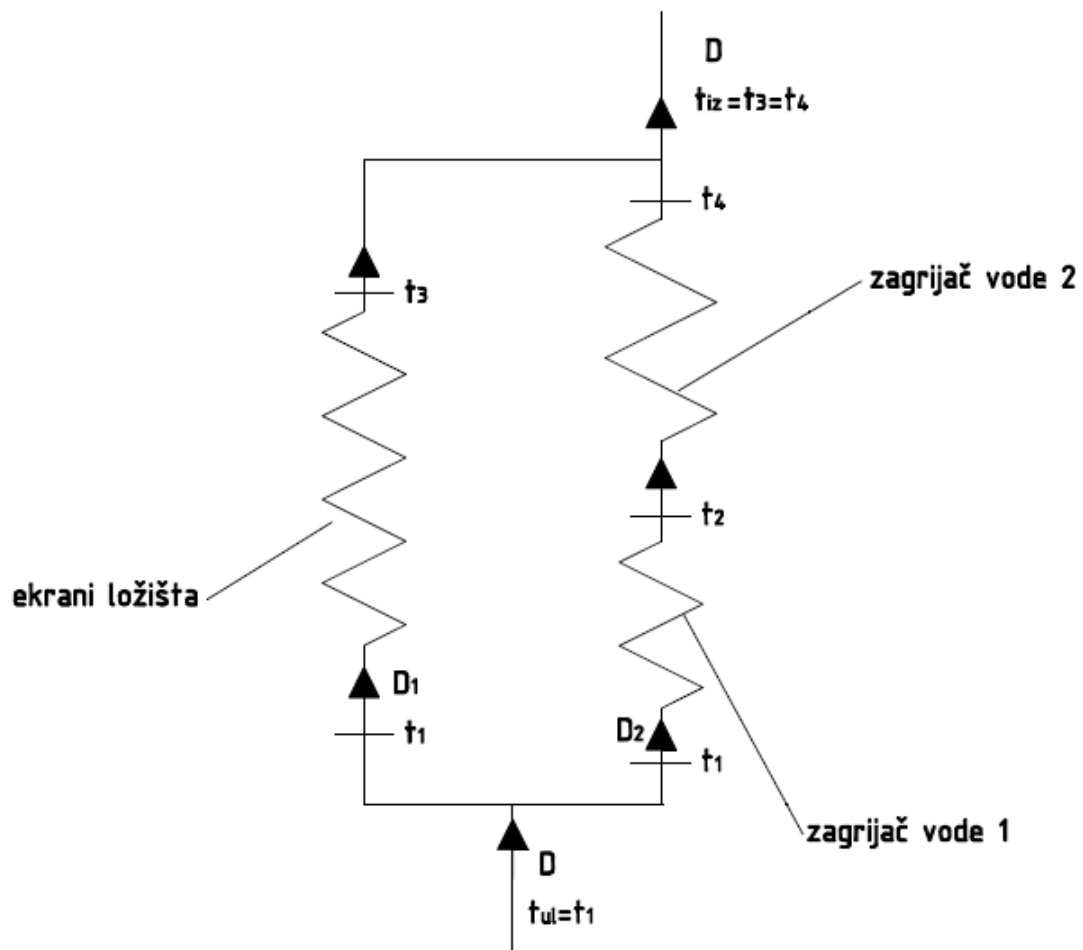 D
tiz=t3=t4
t4
zagrijač vode 2
t3
t2
ekrani ložišta
D1
t1
D2
t1
zagrijač vode 1
D
tul=t1